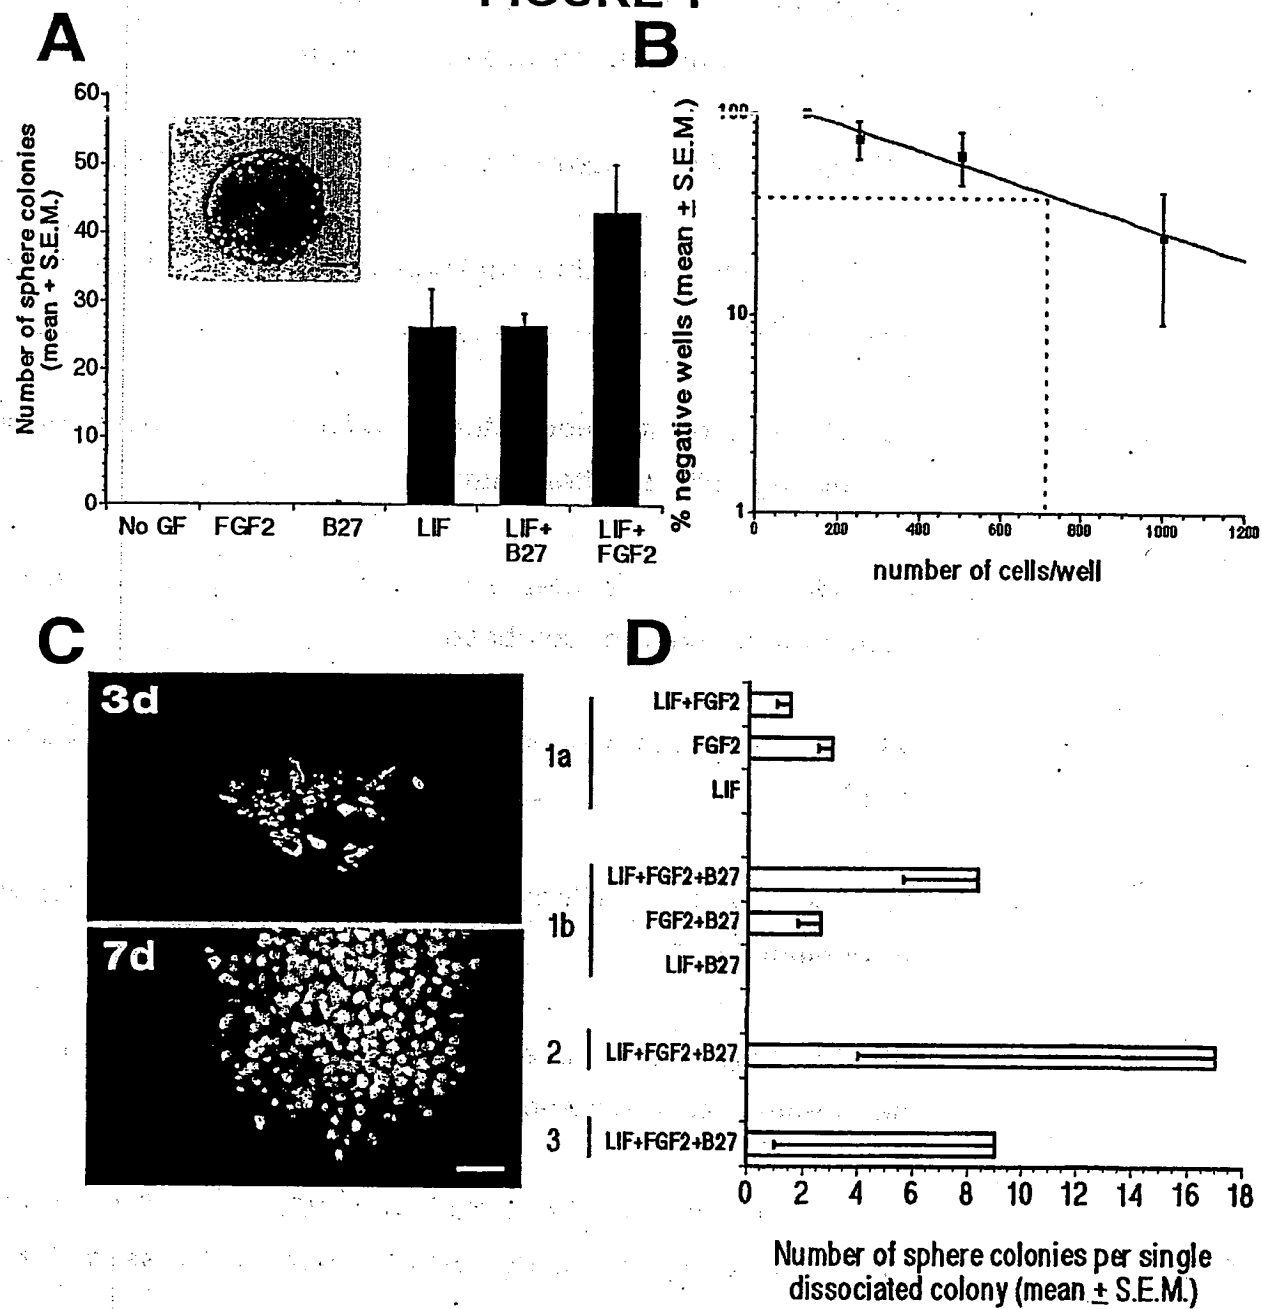 A
B
60
50
40
30
20
10
0
Number of sphere colonies
(mean + S.E.M.)
No GF
FGF2
B27
LIF
LIF+
B27
LIF+
FGF2
100
10
1
% negative wells (mean ± S.E.M.)
0
200
400
600
800
1000
1200
number of cells/well
C
D
3d
7d
1a
LIF+FGF2
FGF2
LIF
1b
LIF+FGF2+B27
FGF2+B27
LIF+B27
2
LIF+FGF2+B27
3
LIF+FGF2+B27
0 2 4 6 8 10 12 14 16 18
Number of sphere colonies per single
dissociated colony (mean ± S.E.M.)